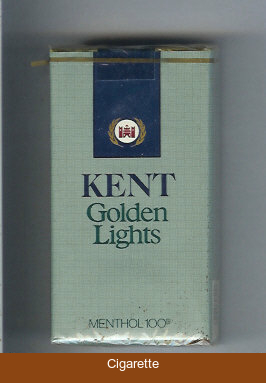 KENT
Golden
Lights
MENTHOL 100's
Cigarette